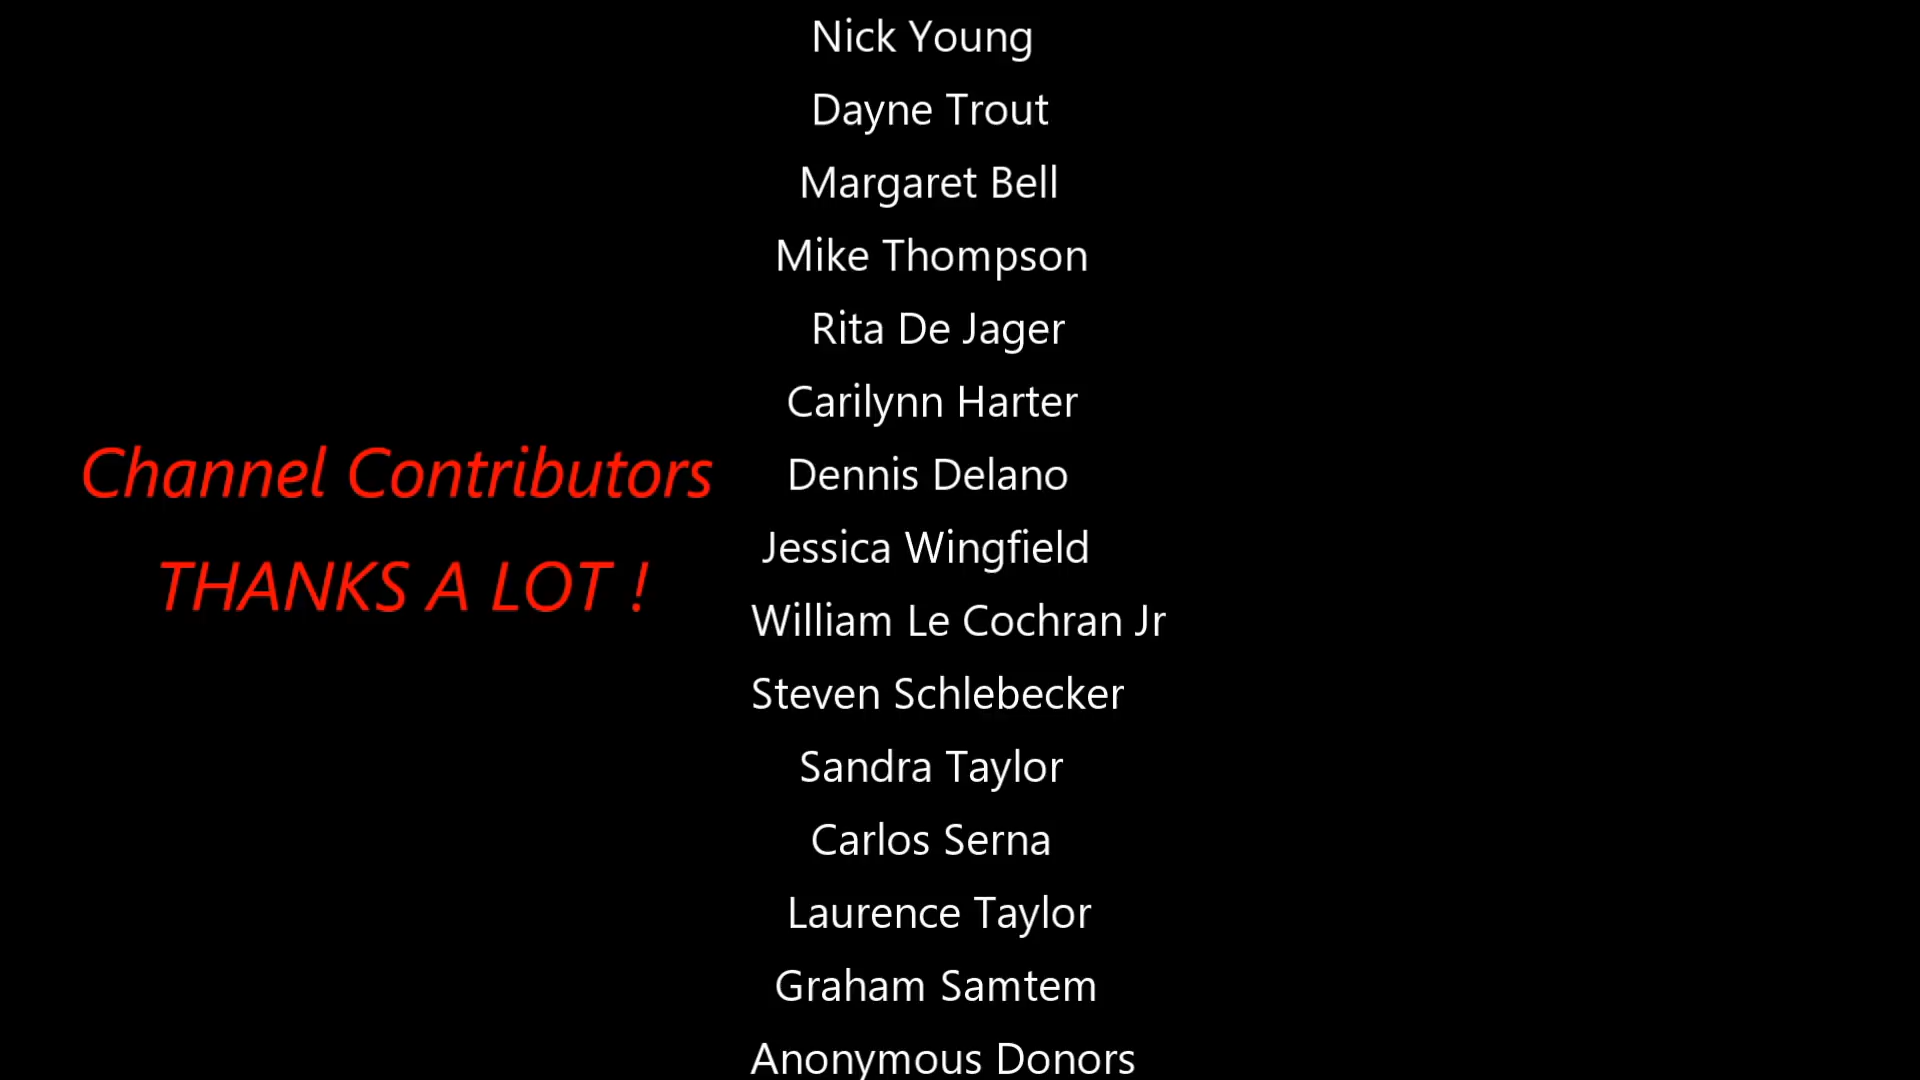 Channel Contributors
THANKS A LOT !
Nick Young
Dayne Trout
Margaret Bell
Mike Thompson
Rita De Jager
Carilynn Harter
Dennis Delano
Jessica Wingfield
William Le Cochran Jr
Steven Schlebecker
Sandra Taylor
Carlos Serna
Laurence Taylor
Graham Samtem
Anonymous Donors